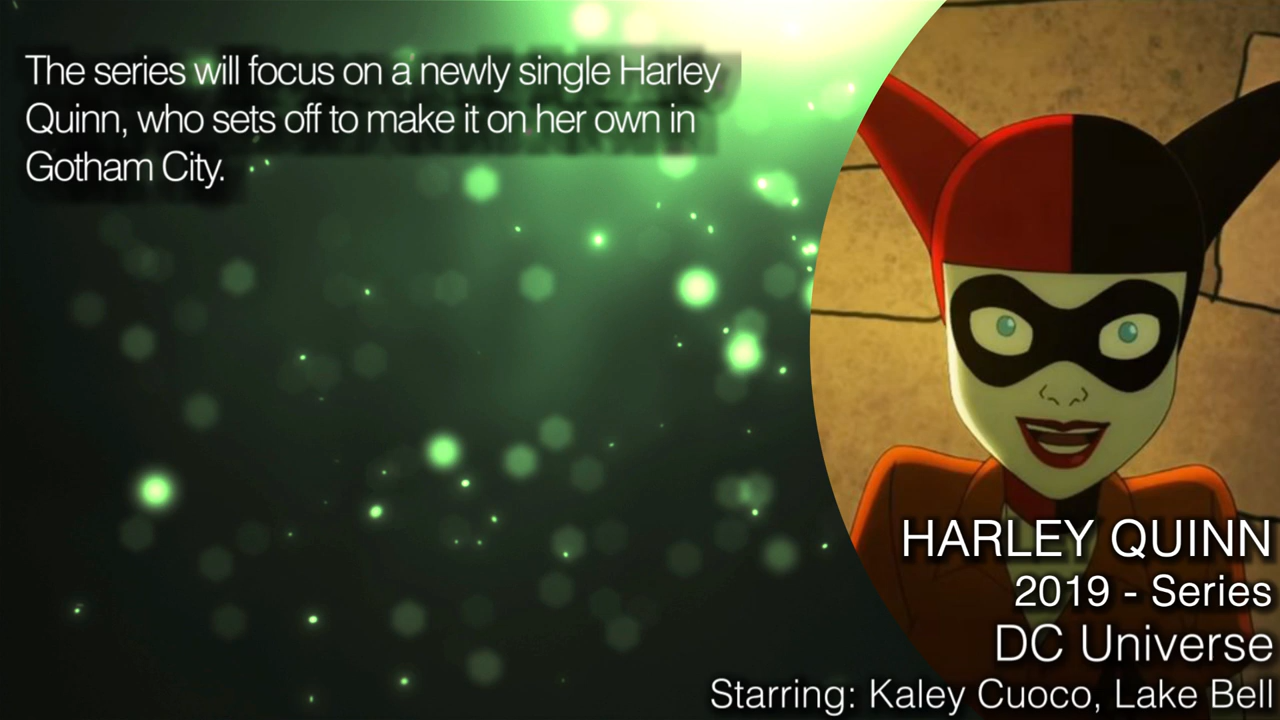 The series will focus on a newly single Harley
Quinn, who sets off to make it on her own in
Gotham City.
HARLEY QUINN
2019 - Series
DC Universe
Starring: Kaley Cuoco, Lake Bell